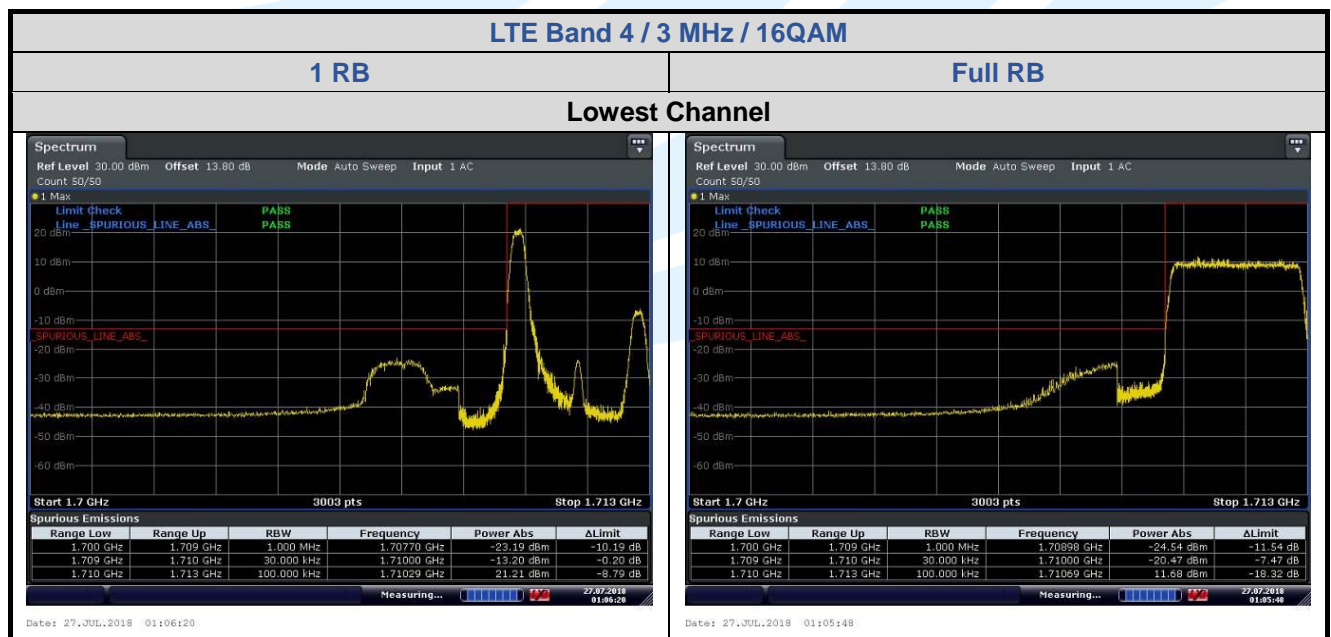 LTE Band 4 / 3 MHz / 16QAM
1 RB
Full RB
Lowest Channel
Spectrum
Ref Level 30.00 dBm Offset 13.80 dB Mode Auto Sweep Input 1 AC
Count 50/50
1 Max
Limit Check PASS
Line _SPURIOUS_LINE_ABS_ PASS
20 dBm
10 dBm
0 dBm
-10 dBm
_SPURIOUS_LINE_ABS_
-20 dBm
-30 dBm
-40 dBm
-50 dBm
-60 dBm
Start 1.7 GHz 3003 pts Stop 1.713 GHz
Spurious Emissions
Range Low Range Up RBW Frequency Power Abs ΔLimit
1.700 GHz 1.709 GHz 1.000 MHz 1.70770 GHz -23.19 dBm -10.19 dB
1.709 GHz 1.710 GHz 30.000 kHz 1.71000 GHz -13.20 dBm -0.20 dB
1.710 GHz 1.713 GHz 100.000 kHz 1.71029 GHz 21.21 dBm -8.79 dB
Measuring... 27.07.2018
01:06:20
Date: 27.JUL.2018 01:06:20
Spectrum
Ref Level 30.00 dBm Offset 13.80 dB Mode Auto Sweep Input 1 AC
Count 50/50
1 Max
Limit Check PASS
Line _SPURIOUS_LINE_ABS_ PASS
20 dBm
10 dBm
0 dBm
-10 dBm
_SPURIOUS_LINE_ABS_
-20 dBm
-30 dBm
-40 dBm
-50 dBm
-60 dBm
Start 1.7 GHz 3003 pts Stop 1.713 GHz
Spurious Emissions
Range Low Range Up RBW Frequency Power Abs ΔLimit
1.700 GHz 1.709 GHz 1.000 MHz 1.70898 GHz -24.54 dBm -11.54 dB
1.709 GHz 1.710 GHz 30.000 kHz 1.71000 GHz -20.47 dBm -7.47 dB
1.710 GHz 1.713 GHz 100.000 kHz 1.71069 GHz 11.68 dBm -18.32 dB
Measuring... 27.07.2018
01:05:48
Date: 27.JUL.2018 01:05:48